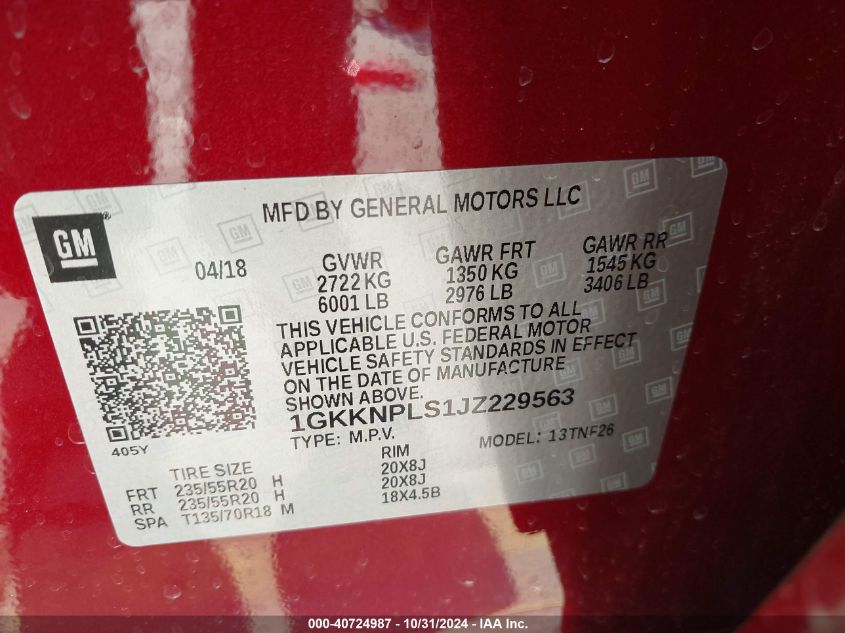 MFD BY GENERAL MOTORS LLC
GM
04/18 GVWR GAWR FRT GAWR RR
2722 KG 1350 KG 1545 KG
6001 LB 2976 LB 3406 LB
THIS VEHICLE CONFORMS TO ALL
APPLICABLE U.S. FEDERAL MOTOR
VEHICLE SAFETY STANDARDS IN EFFECT
ON THE DATE OF MANUFACTURE
SHOWN ABOVE.
1GKKNPLS1JZ229563
405Y TYPE: M.P.V. MODEL: 13TNF26
TIRE SIZE RIM
FRT 235/55R20 H 20X8J
RR 235/55R20 H 20X8J
SPA T135/70R18 M 18X4.5B
000-40724987 - 10/31/2024 - IAA Inc.